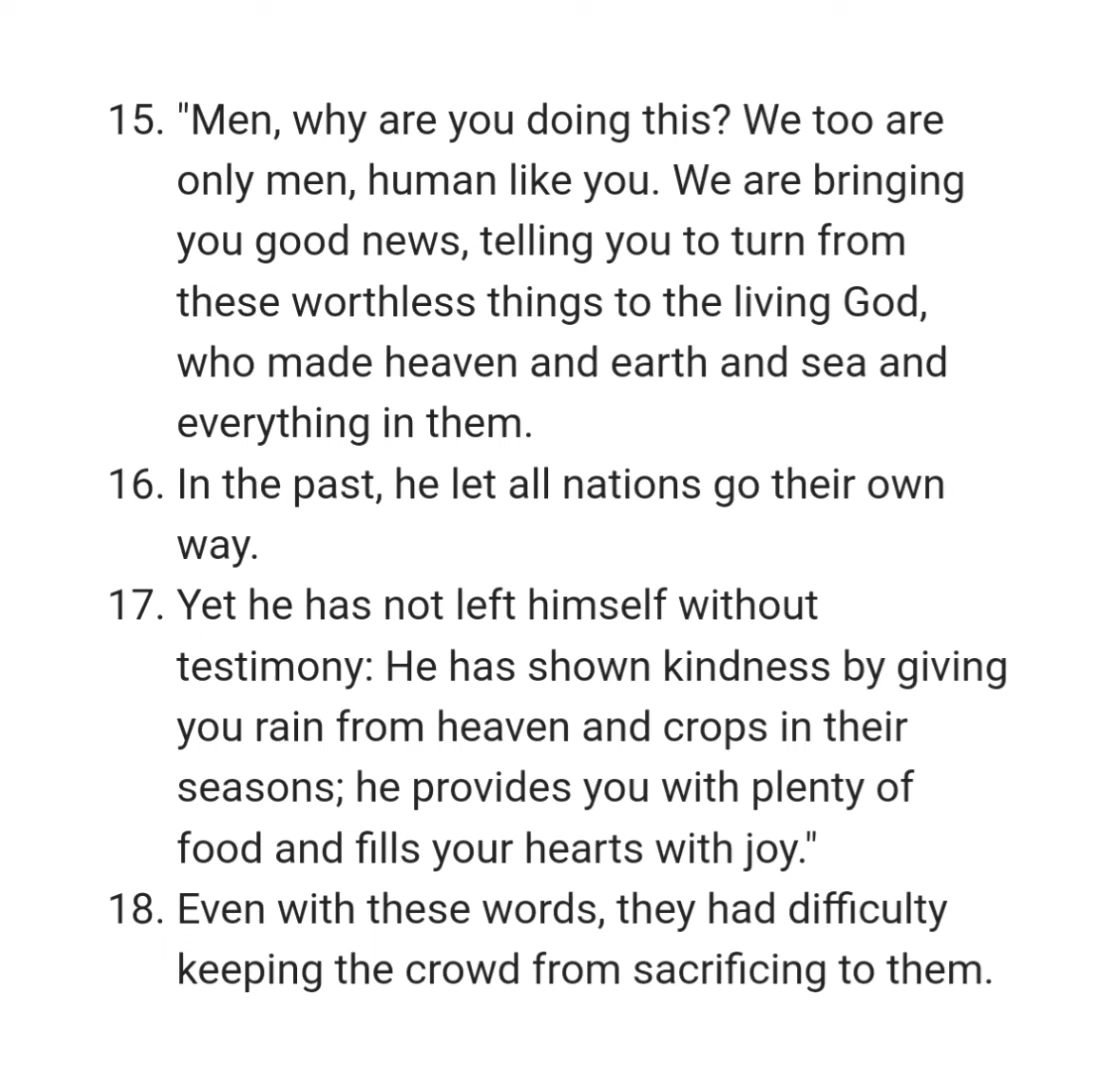 15. "Men, why are you doing this? We too are
only men, human like you. We are bringing
you good news, telling you to turn from
these worthless things to the living God,
who made heaven and earth and sea and
everything in them.
16. In the past, he let all nations go their own
way.
17. Yet he has not left himself without
testimony: He has shown kindness by giving
you rain from heaven and crops in their
seasons; he provides you with plenty of
food and fills your hearts with joy."
18. Even with these words, they had difficulty
keeping the crowd from sacrificing to them.